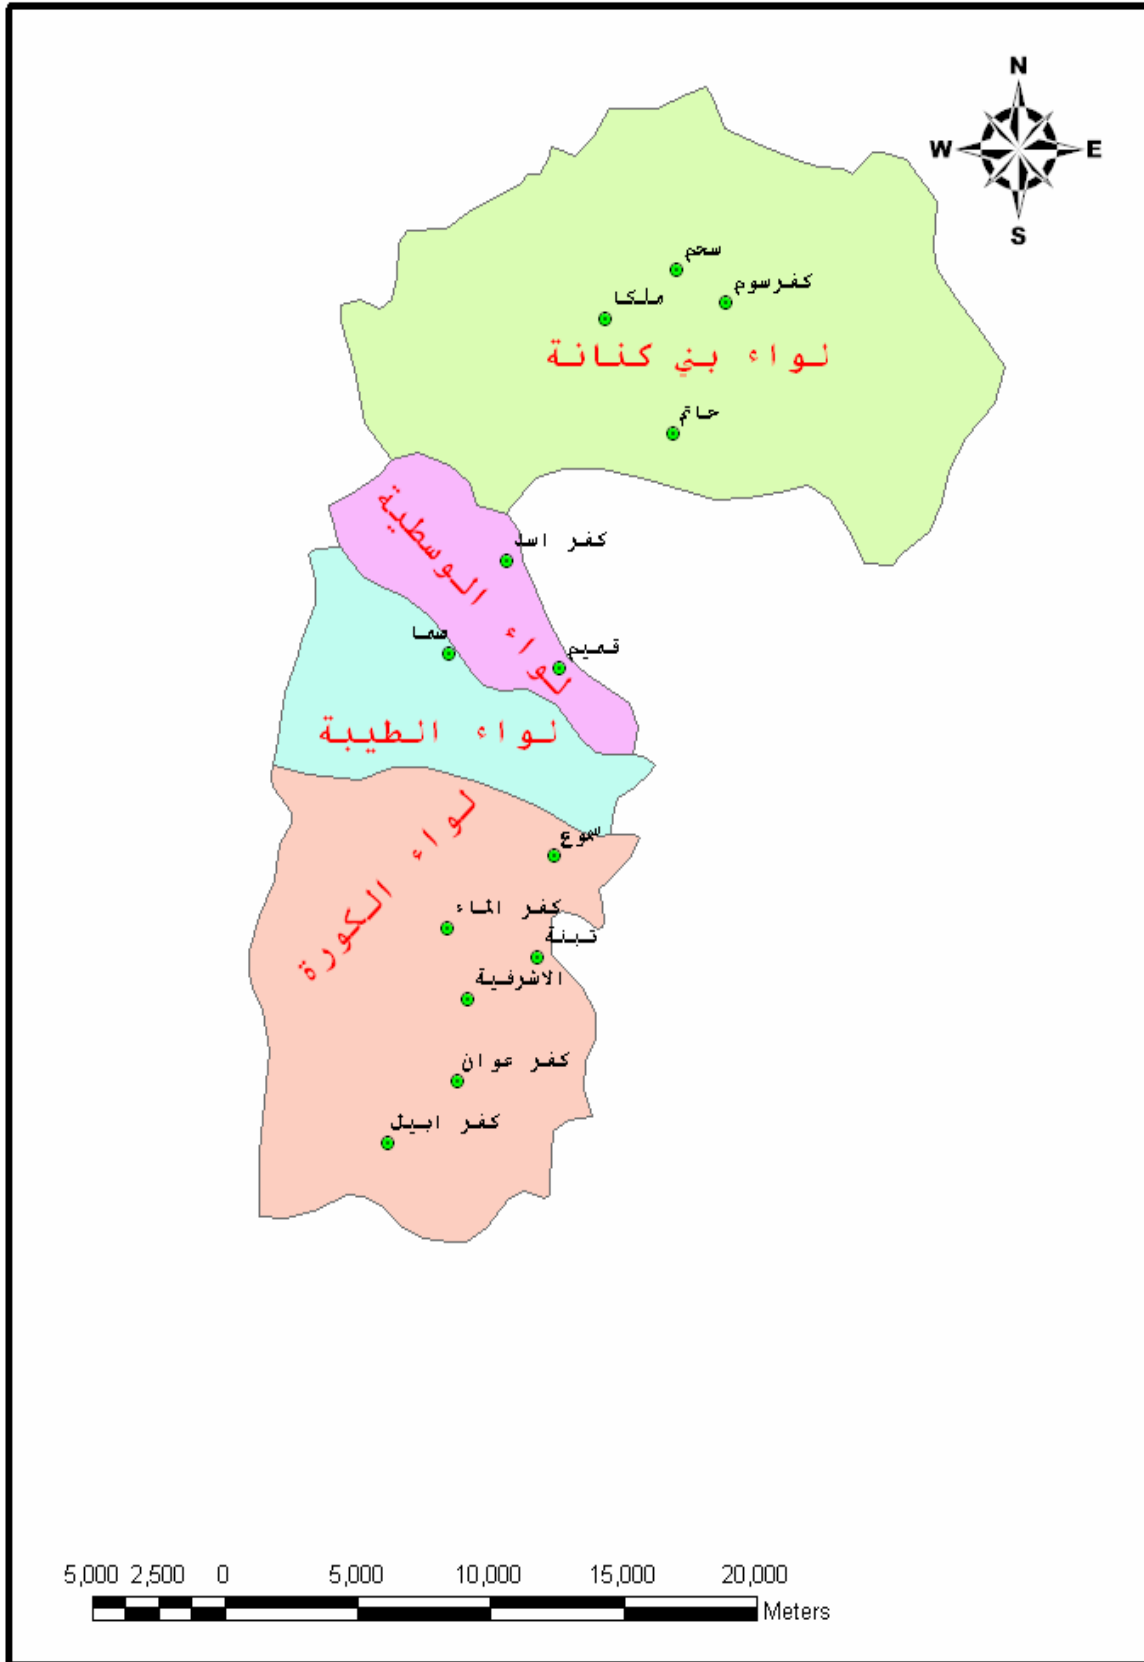 N
W E
S
سحم
كفرسوم
ملكا
لواء بني كنانة
حاتم
كفر اسد
لواء الوسطية
صما
قميم
لواء الطيبة
سموع
لواء الكورة
كفر الماء
تبنة
الاشرفية
كفر عوان
كفر ابيل
5,000 2,500 0 5,000 10,000 15,000 20,000
Meters